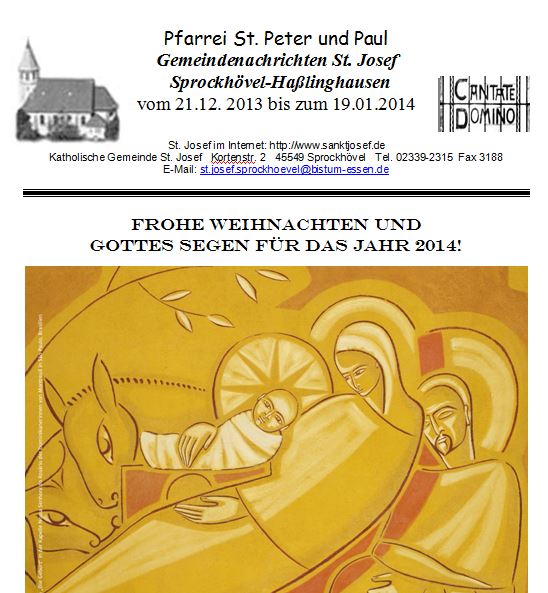 Pfarrei St. Peter und Paul
Gemeindenachrichten St. Josef
Sprockhövel-Haßlinghausen
vom 21.12. 2013 bis zum 19.01.2014
CANTATE
DOMINO
St. Josef im Internet: http://www.sanktjosef.de
Katholische Gemeinde St. Josef Kortenstr. 2 45549 Sprockhövel Tel. 02339-2315 Fax 3188
E-Mail: st.josef.sprockhoevel@bistum-essen.de
FROHE WEIHNACHTEN UND
GOTTES SEGEN FÜR DAS JAHR 2014!